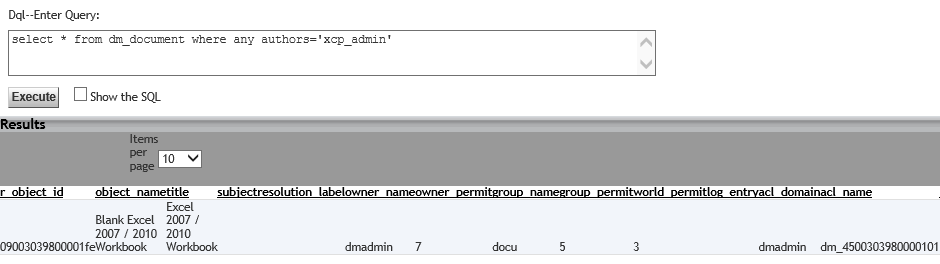 Dql--Enter Query:
select * from dm_document where any authors='xcp_admin'
Execute Show the SQL
Results
Items
per
page 10
r_object_id object_name title subject resolution_label owner_name owner_permit group_name group_permit world_permit log_entry acl_domain acl_name
Excel
Blank Excel 2007 /
2007 / 2010 2010
09003039800001fe Workbook Workbook dmadmin 7 docu 5 3 dmadmin dm_4500303980000101